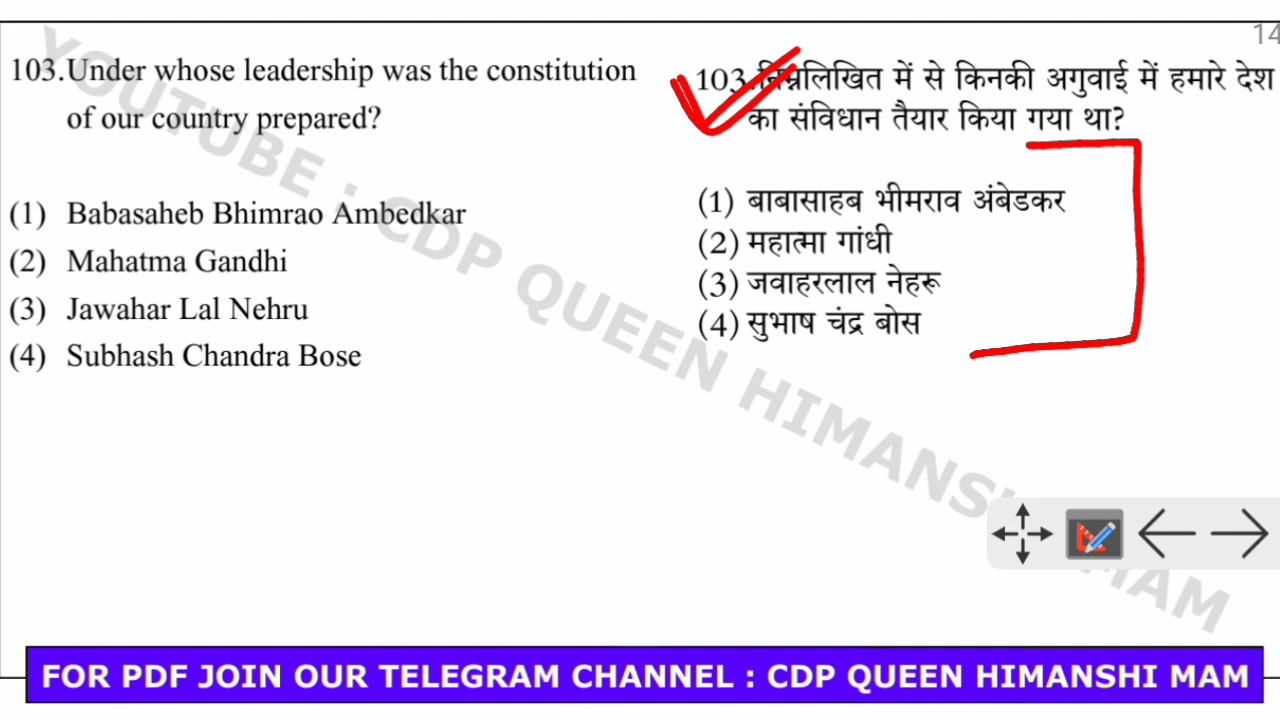 14
103.Under whose leadership was the constitution
of our country prepared?
(1) Babasaheb Bhimrao Ambedkar
(2) Mahatma Gandhi
(3) Jawahar Lal Nehru
(4) Subhash Chandra Bose
103.निम्नलिखित में से किनकी अगुवाई में हमारे देश
का संविधान तैयार किया गया था?
(1) बाबासाहब भीमराव अंबेडकर
(2) महात्मा गांधी
(3) जवाहरलाल नेहरू
(4) सुभाष चंद्र बोस
YOUTUBE : CDP QUEEN HIMANSHI MAM
FOR PDF JOIN OUR TELEGRAM CHANNEL : CDP QUEEN HIMANSHI MAM